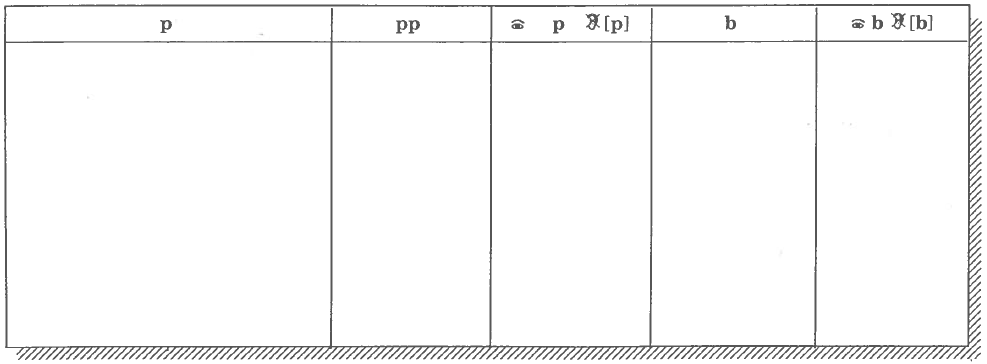 p pp 👁 p 👂[p] b 👁 b 👂[b]